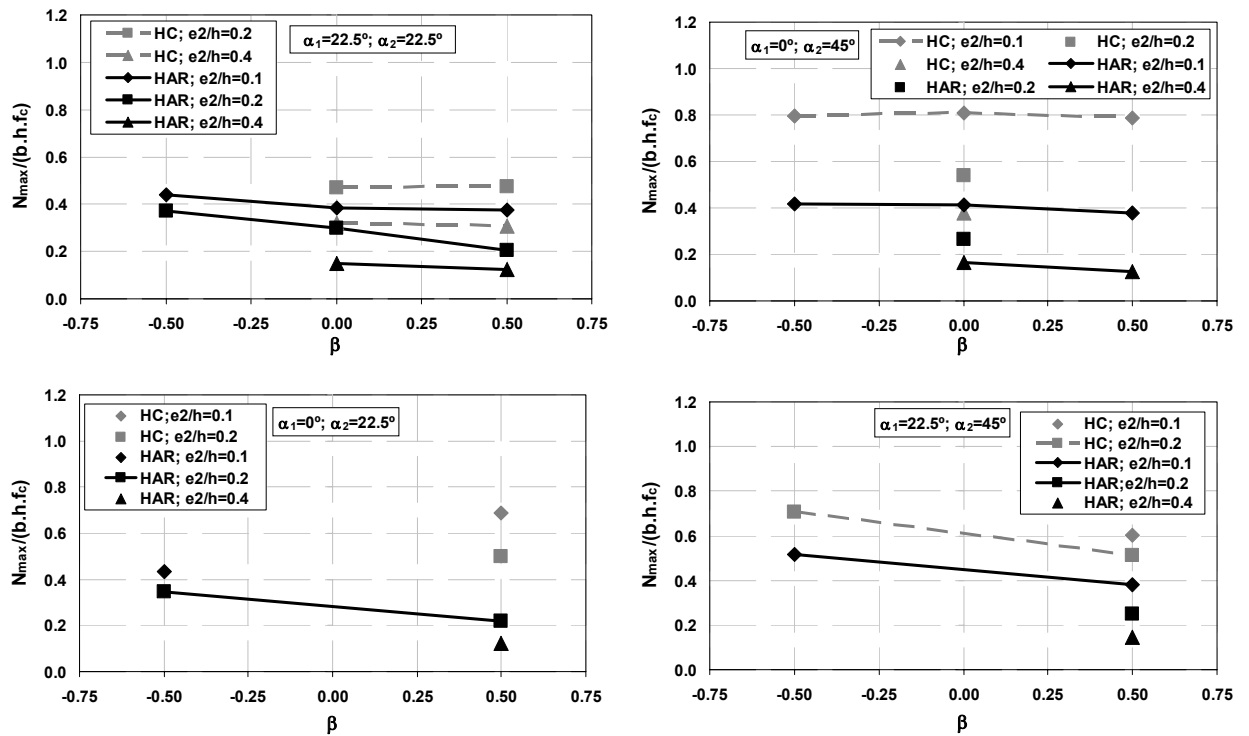 1.2
1.0
0.8
0.6
0.4
0.2
0.0
Nmax/(b.h.fc)
HC; e2/h=0.2
HC; e2/h=0.4
HAR; e2/h=0.1
HAR; e2/h=0.2
HAR; e2/h=0.4
α1=22.5º; α2=22.5º
-0.75 -0.50 -0.25 0.00 0.25 0.50 0.75
β
1.2
1.0
0.8
0.6
0.4
0.2
0.0
Nmax/(b.h.fc)
α1=0º; α2=45º
HC; e2/h=0.1 HC; e2/h=0.2
HC; e2/h=0.4 HAR; e2/h=0.1
HAR; e2/h=0.2 HAR; e2/h=0.4
-0.75 -0.50 -0.25 0.00 0.25 0.50 0.75
β
1.2
1.0
0.8
0.6
0.4
0.2
0.0
Nmax/(b.h.fc)
HC;e2/h=0.1
HC; e2/h=0.2
HAR; e2/h=0.1
HAR; e2/h=0.2
HAR; e2/h=0.4
α1=0º; α2=22.5º
-0.75 -0.50 -0.25 0.00 0.25 0.50 0.75
β
1.2
1.0
0.8
0.6
0.4
0.2
0.0
Nmax/(b.h.fc)
α1=22.5º; α2=45º
HC; e2/h=0.1
HC; e2/h=0.2
HAR; e2/h=0.1
HAR;e2/h=0.2
HAR; e2/h=0.4
-0.75 -0.50 -0.25 0.00 0.25 0.50 0.75
β